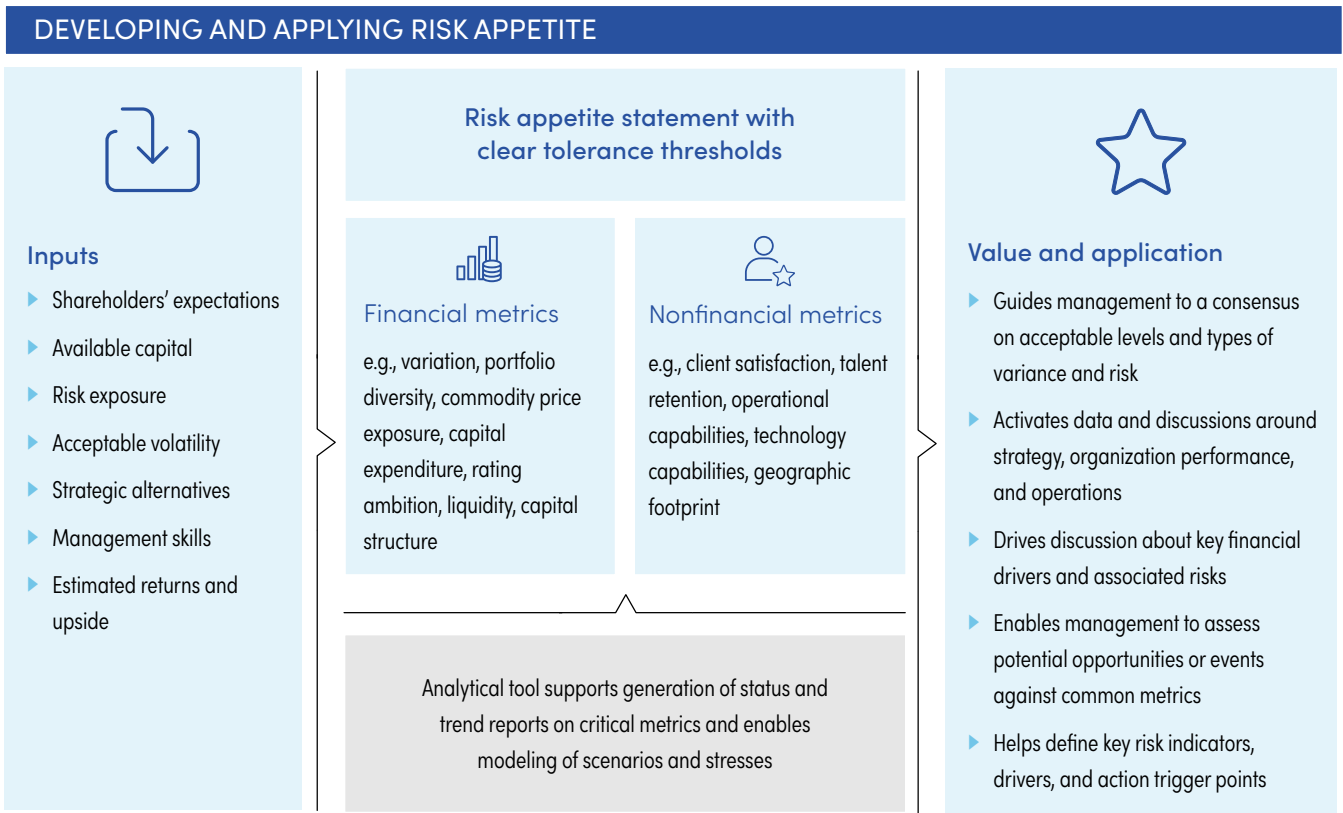 DEVELOPING AND APPLYING RISK APPETITE
Inputs
Shareholders’ expectations
Available capital
Risk exposure
Acceptable volatility
Strategic alternatives
Management skills
Estimated returns and
upside
Risk appetite statement with
clear tolerance thresholds
Financial metrics
e.g., variation, portfolio
diversity, commodity price
exposure, capital
expenditure, rating
ambition, liquidity, capital
structure
Nonfinancial metrics
e.g., client satisfaction, talent
retention, operational
capabilities, technology
capabilities, geographic
footprint
Analytical tool supports generation of status and
trend reports on critical metrics and enables
modeling of scenarios and stresses
Value and application
Guides management to a consensus
on acceptable levels and types of
variance and risk
Activates data and discussions around
strategy, organization performance,
and operations
Drives discussion about key financial
drivers and associated risks
Enables management to assess
potential opportunities or events
against common metrics
Helps define key risk indicators,
drivers, and action trigger points